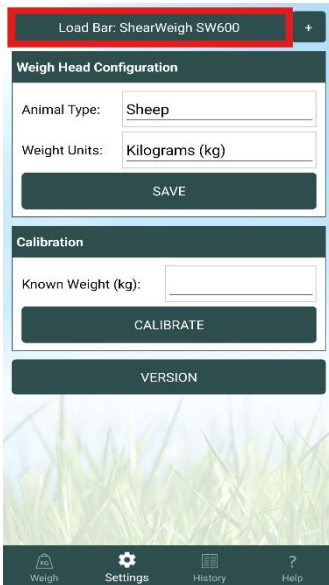 Load Bar: ShearWeigh SW600 +
Weigh Head Configuration
Animal Type: Sheep
Weight Units: Kilograms (kg)
SAVE
Calibration
Known Weight (kg):
CALIBRATE
VERSION
KG
Weigh Settings History ? Help